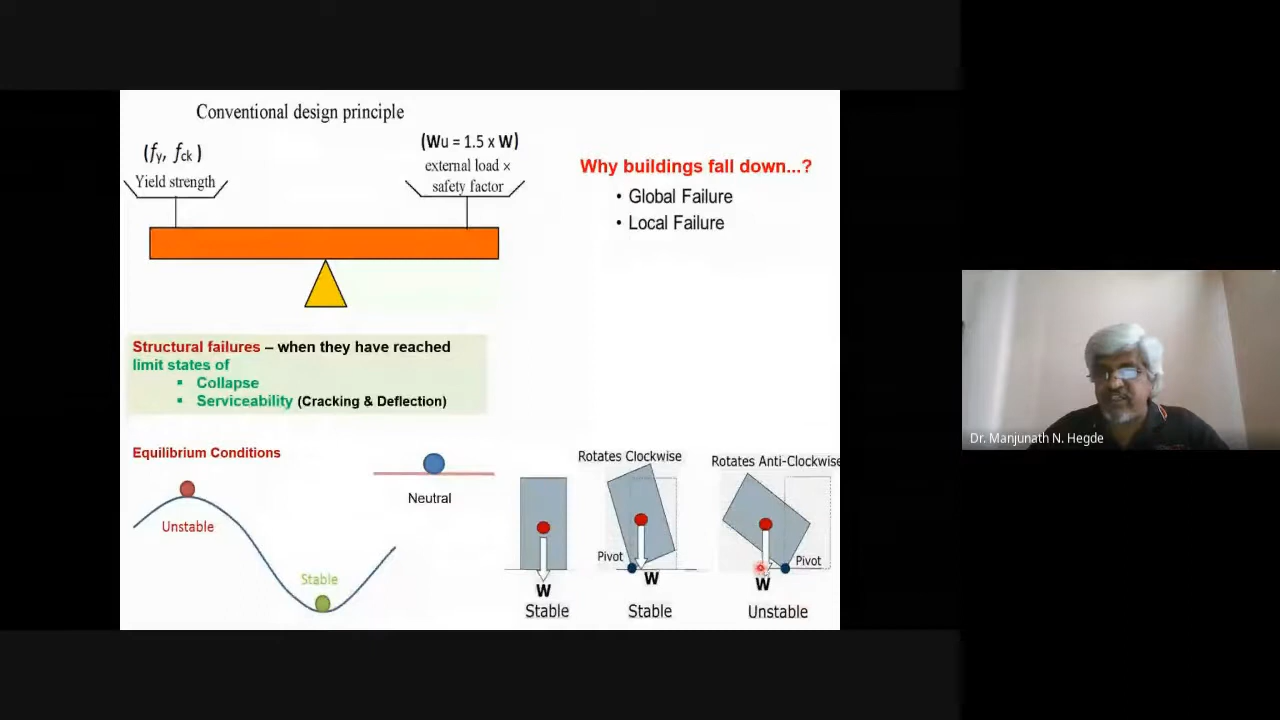 Conventional design principle
(fy, fck)
Yield strength
(Wu = 1.5 x W)
external load ×
safety factor
Why buildings fall down...?
• Global Failure
• Local Failure
Structural failures – when they have reached
limit states of
▪ Collapse
▪ Serviceability (Cracking & Deflection)
Equilibrium Conditions
Unstable
Stable
Neutral
W
Stable
Rotates Clockwise
Pivot
W
Stable
Rotates Anti-Clockwise
Pivot
W
Unstable
Dr. Manjunath N. Hegde